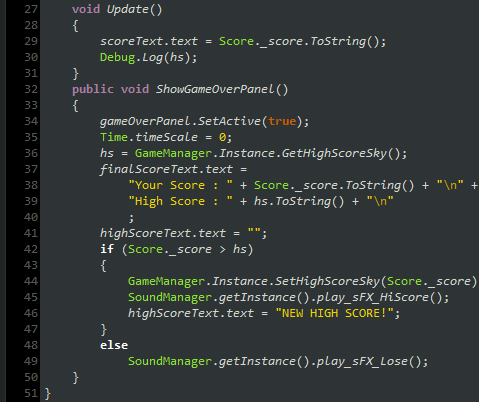 27 void Update()
28 {
29 scoreText.text = Score._score.ToString();
30 Debug.Log(hs);
31 }
32 public void ShowGameOverPanel()
33 {
34 gameOverPanel.SetActive(true);
35 Time.timeScale = 0;
36 hs = GameManager.Instance.GetHighScoreSky();
37 finalScoreText.text =
38 "Your Score : " + Score._score.ToString() + "\n" +
39 "High Score : " + hs.ToString() + "\n"
40 ;
41 highScoreText.text = "";
42 if (Score._score > hs)
43 {
44 GameManager.Instance.SetHighScoreSky(Score._score)
45 SoundManager.getInstance().play_sFX_HiScore();
46 highScoreText.text = "NEW HIGH SCORE!";
47 }
48 else
49 SoundManager.getInstance().play_sFX_Lose();
50 }
51 }